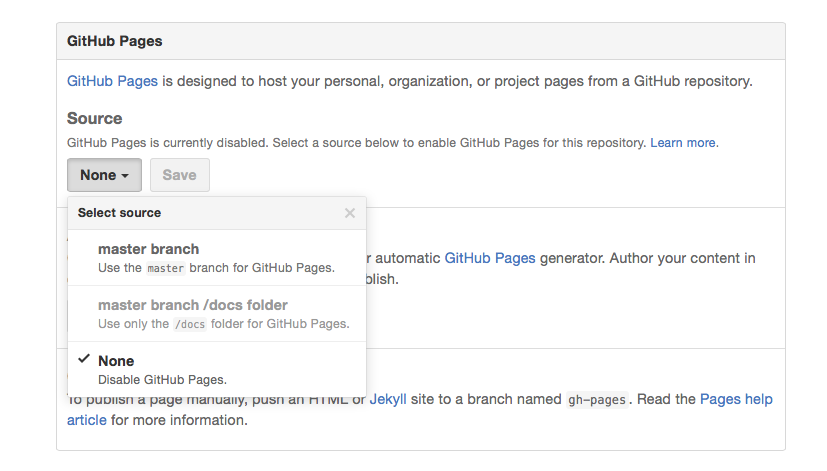 GitHub Pages
GitHub Pages is designed to host your personal, organization, or project pages from a GitHub repository.
Source
GitHub Pages is currently disabled. Select a source below to enable GitHub Pages for this repository. Learn more.
None
Save
Select source
master branch
Use the master branch for GitHub Pages.
automatic GitHub Pages generator. Author your content in
master branch /docs folder
Use only the /docs folder for GitHub Pages.
None
Disable GitHub Pages.
To publish a page manually, push an HTML or Jekyll site to a branch named gh-pages. Read the Pages help
article for more information.